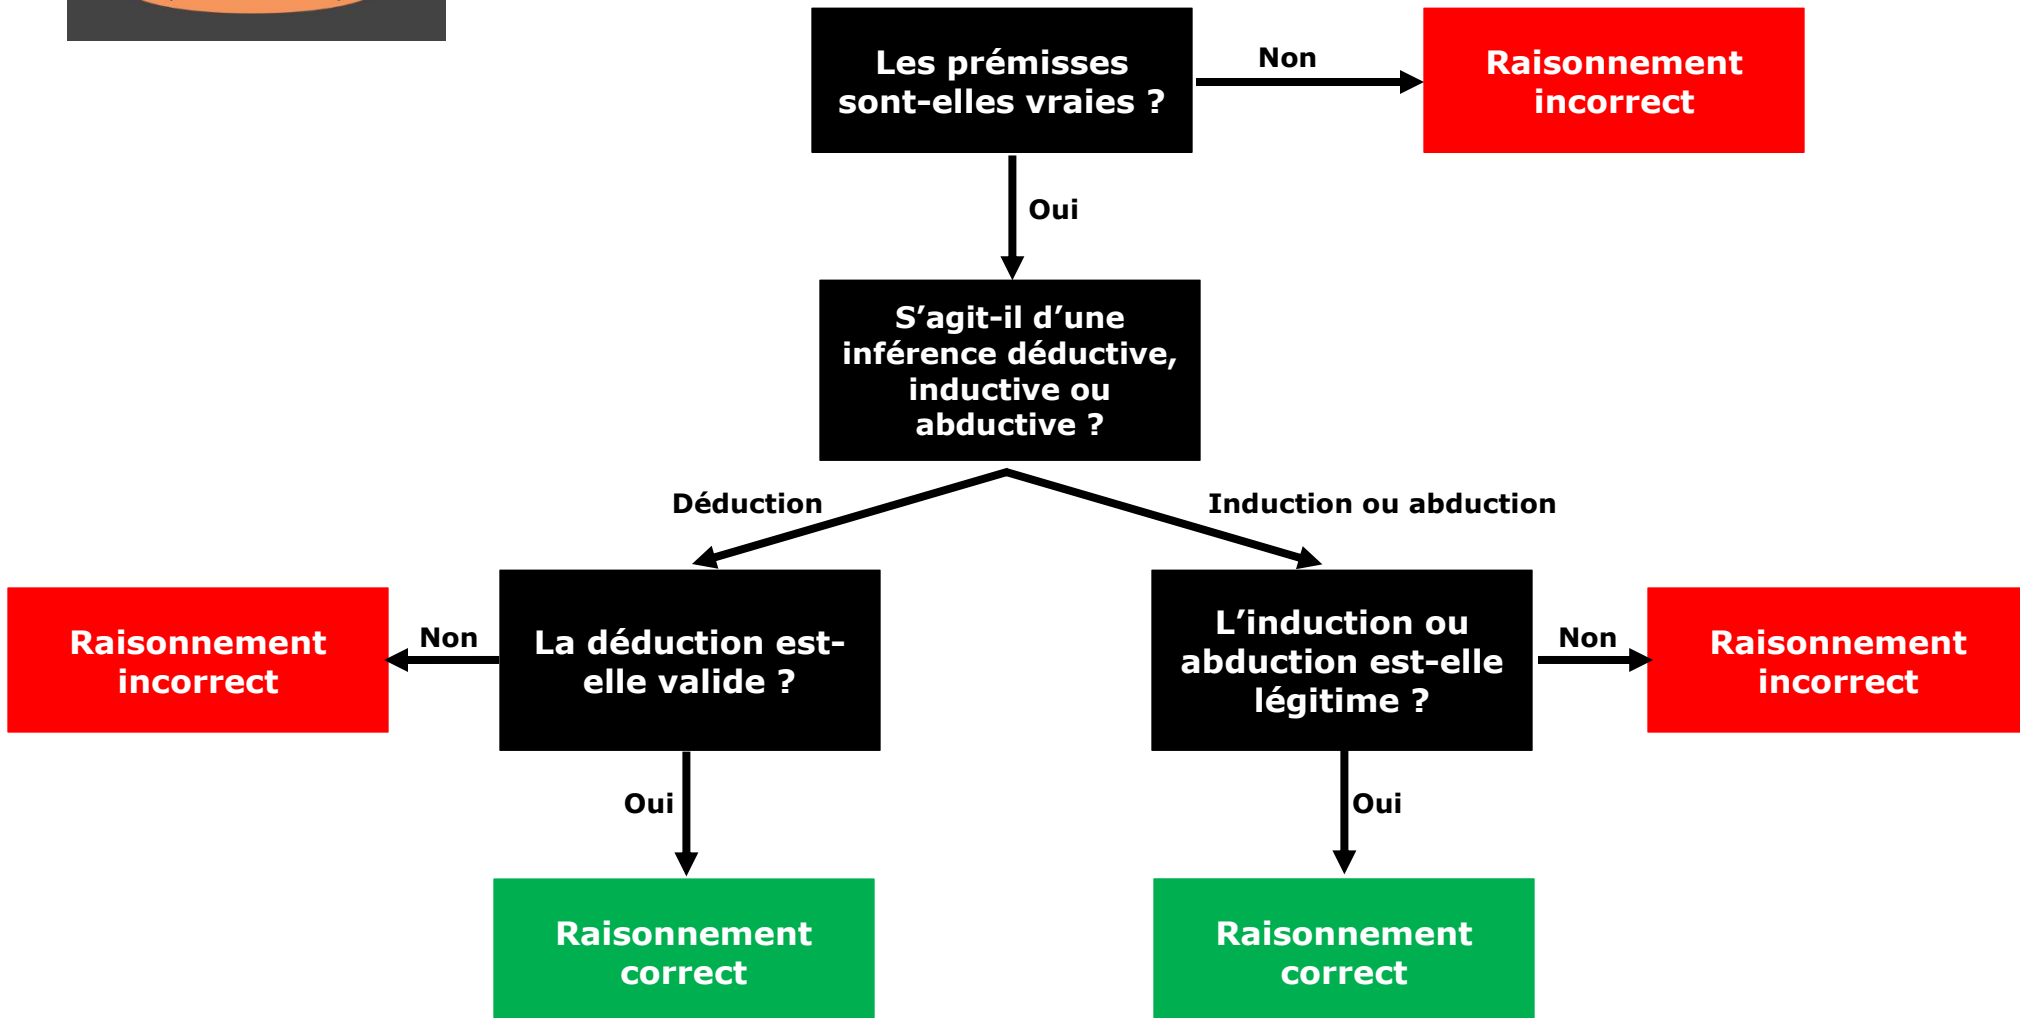 Les prémisses
sont-elles vraies ?
Non
Raisonnement
incorrect
Oui
S’agit-il d’une
inférence déductive,
inductive ou
abductive ?
Déduction
Induction ou abduction
Raisonnement
incorrect
Non
La déduction est-
elle valide ?
L’induction ou
abduction est-elle
légitime ?
Non
Raisonnement
incorrect
Oui
Oui
Raisonnement
correct
Raisonnement
correct